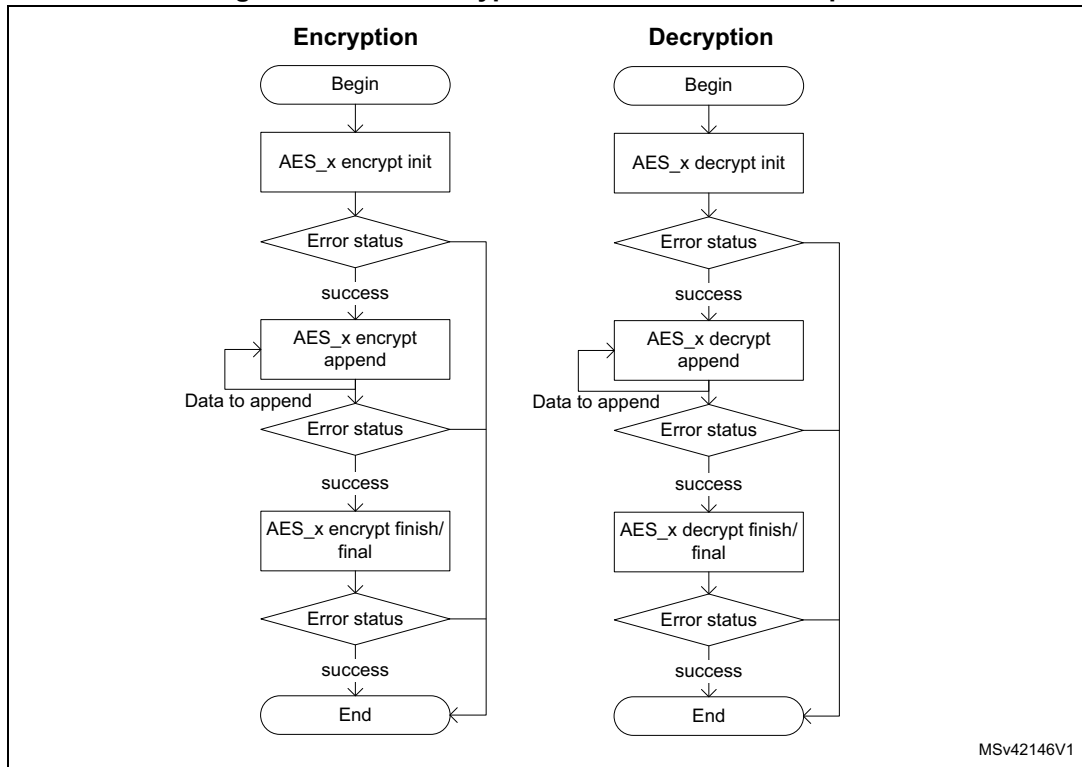 Encryption
Begin
AES_x encrypt init
Error status
success
AES_x encrypt
append
Data to append
Error status
success
AES_x encrypt finish/
final
Error status
success
End
Decryption
Begin
AES_x decrypt init
Error status
success
AES_x decrypt
append
Data to append
Error status
success
AES_x decrypt finish/
final
Error status
success
End
MSv42146V1